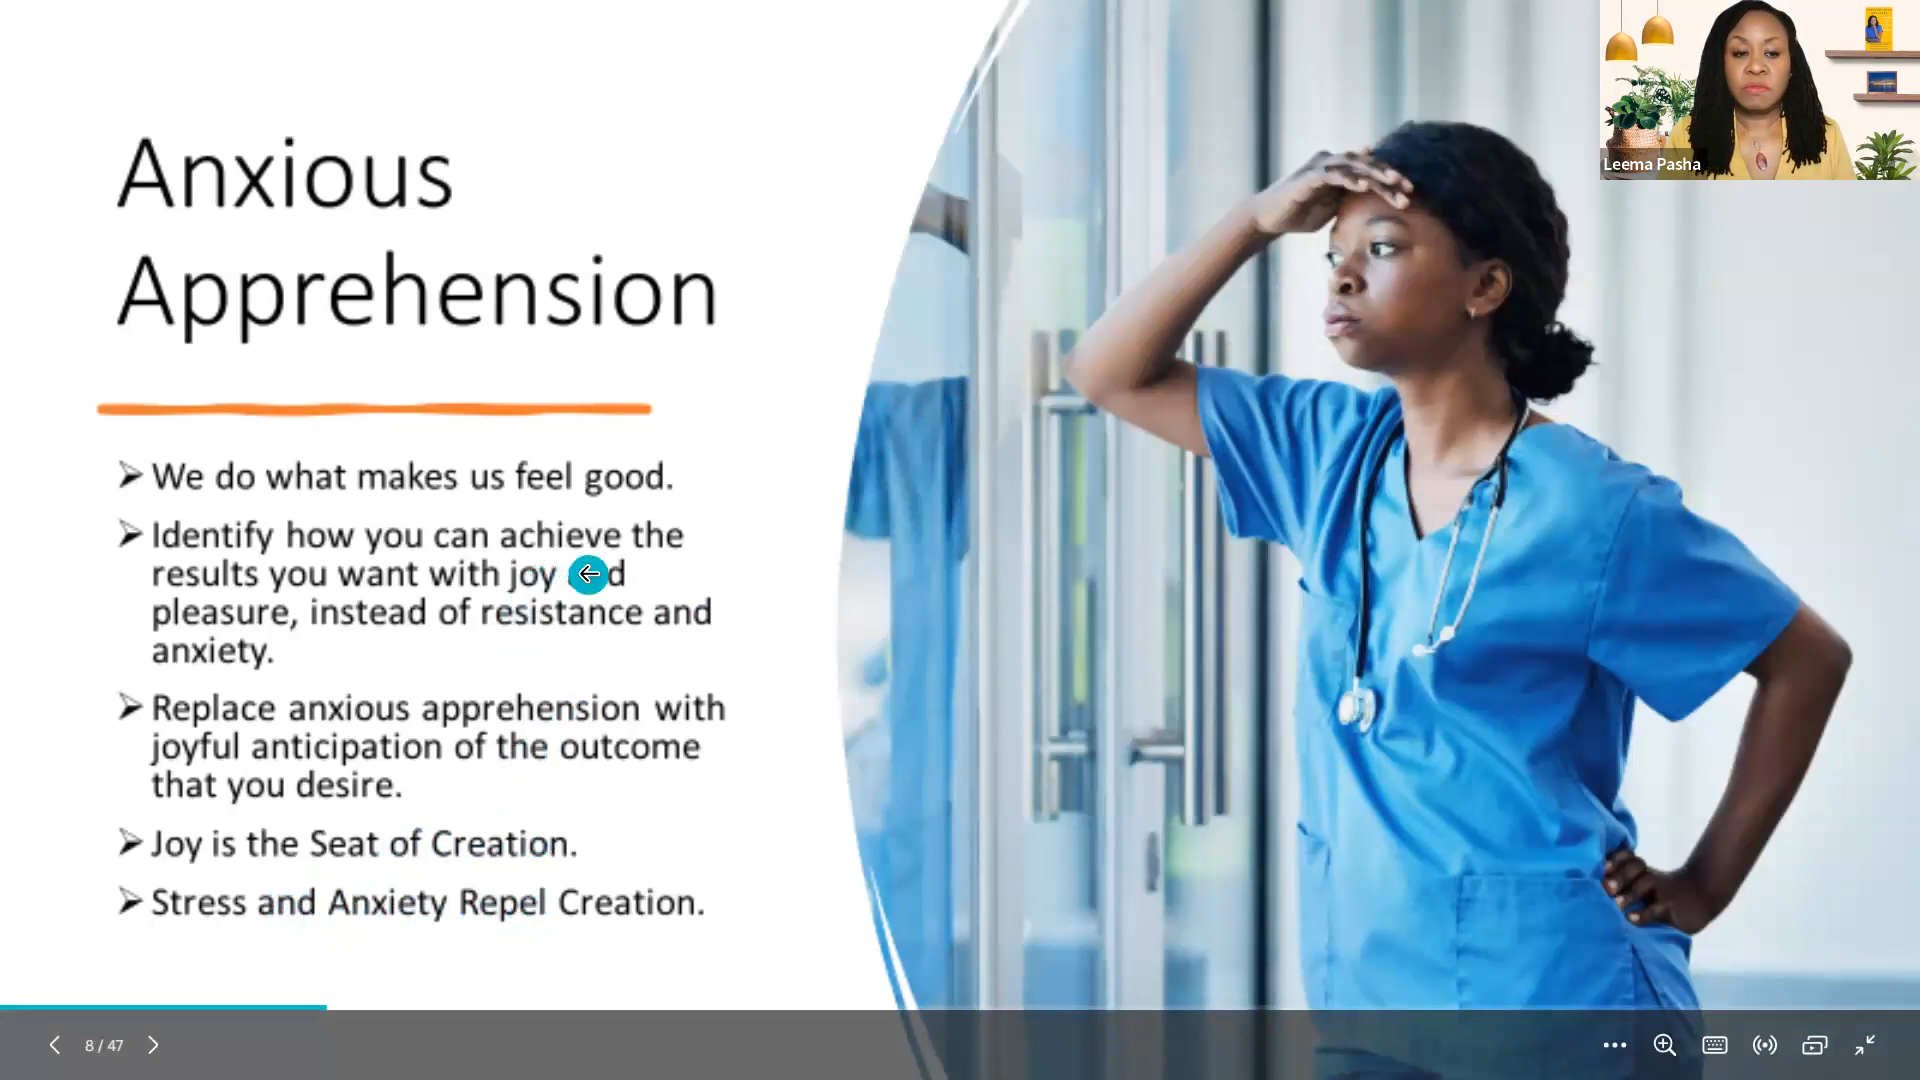 Anxious
Apprehension
➢ We do what makes us feel good.
➢ Identify how you can achieve the
results you want with joy
pleasure, instead of resistance and
anxiety.
➢ Replace anxious apprehension with
joyful anticipation of the outcome
that you desire.
➢ Joy is the Seat of Creation.
➢ Stress and Anxiety Repel Creation.
Leema Pasha
8 / 47